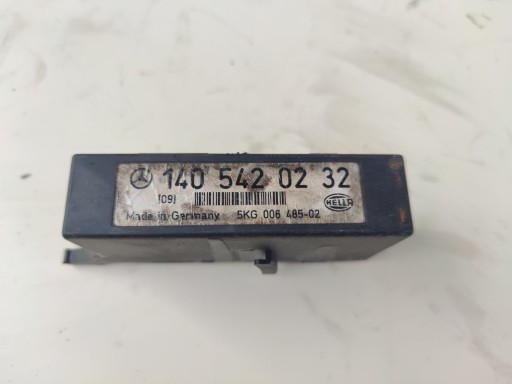 140 542 02 32
[09]
Made in Germany 5KG 006 485-02
HELLA